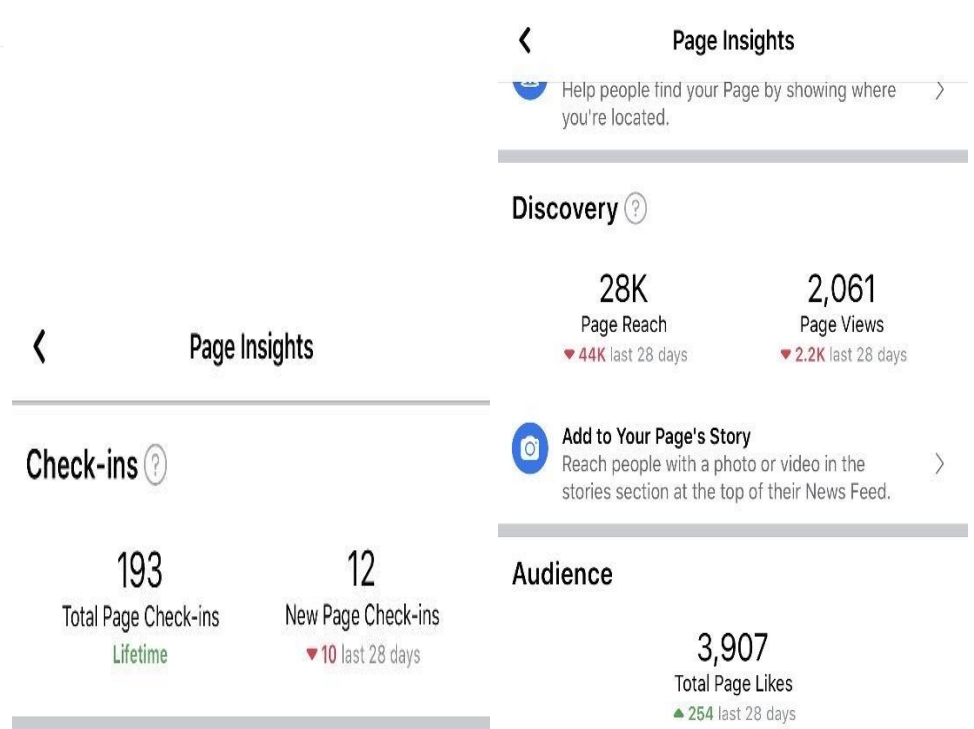 Page Insights
Check-ins ?
193
Total Page Check-ins
Lifetime
12
New Page Check-ins
▼ 10 last 28 days
Page Insights
Help people find your Page by showing where
you're located.
Discovery ?
28K
Page Reach
▼ 44K last 28 days
2,061
Page Views
▼ 2.2K last 28 days
Add to Your Page's Story
Reach people with a photo or video in the
stories section at the top of their News Feed.
Audience
3,907
Total Page Likes
▲ 254 last 28 days